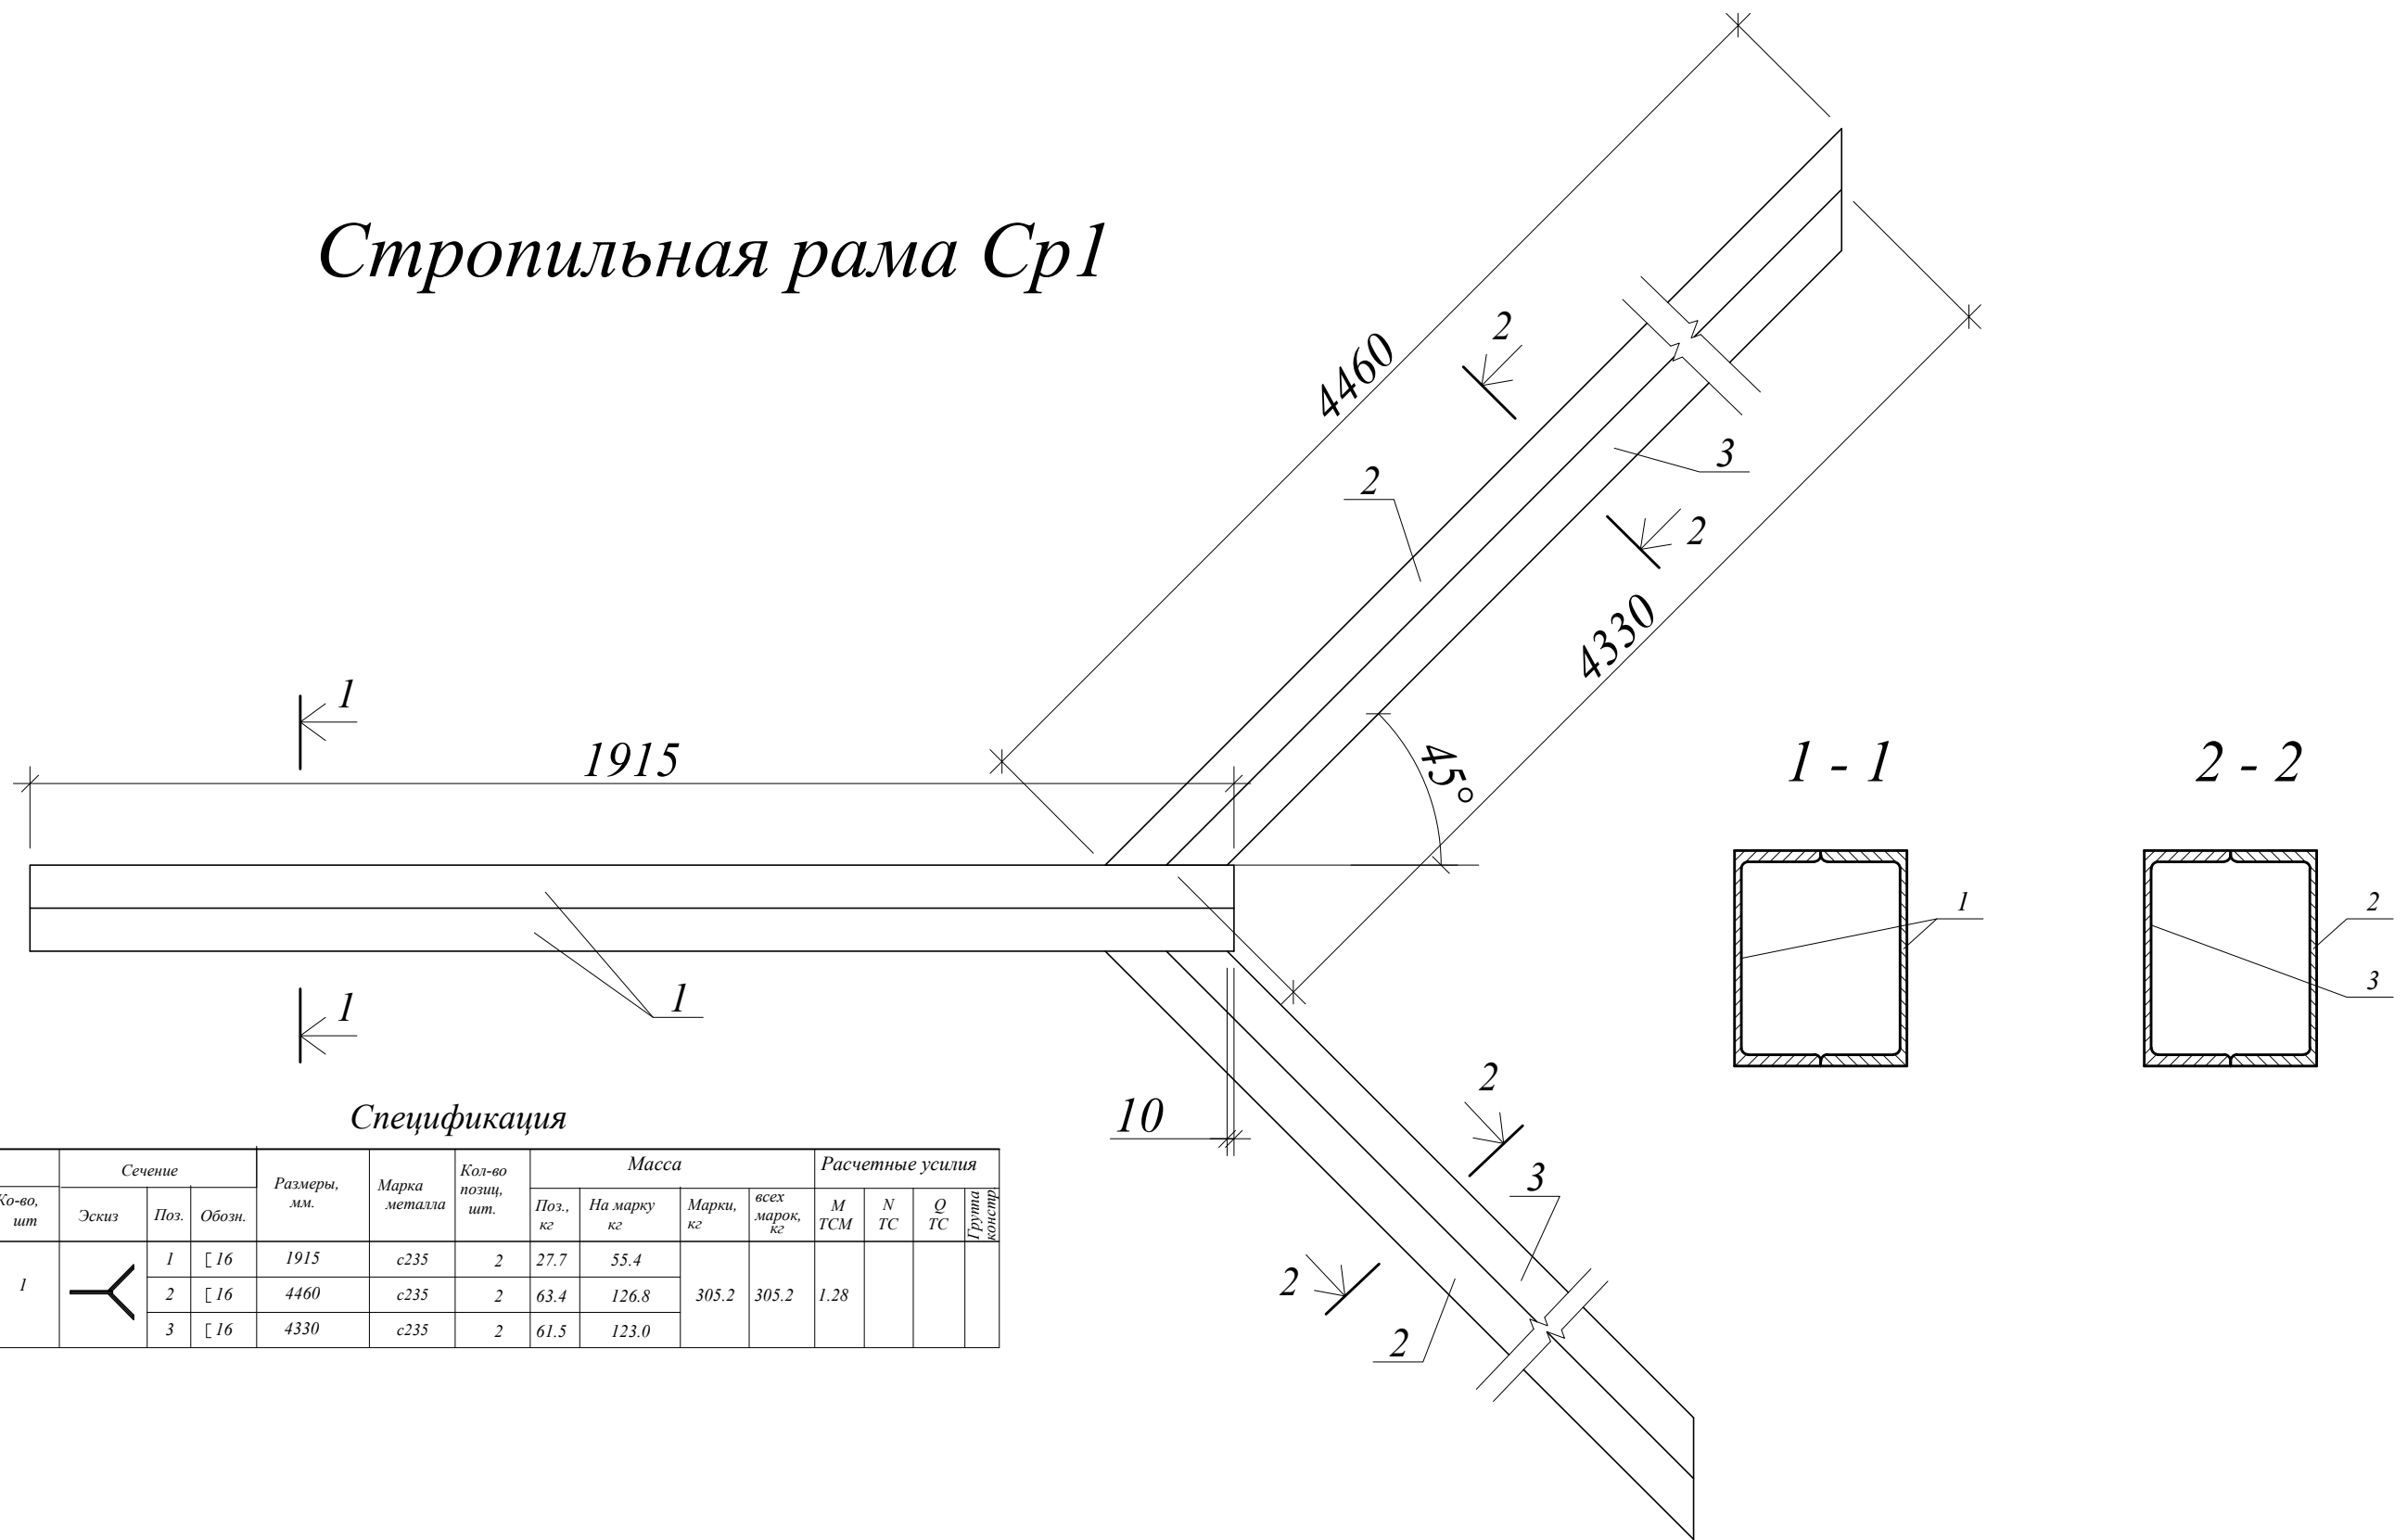 Стропильная рама Ср1
4460
2
2
3
2
4330
1
1915
45°
1 - 1
2 - 2
1
2
3
1
1
2
10
3
2
2
Спецификация
Сечение
Размеры, мм.
Марка металла
Кол-во позиц, шт.
Масса
Расчетные усилия
Ко-во, шт
Эскиз
Поз.
Обозн.
Поз., кг
На марку кг
Марки, кг
всех марок, кг
М ТСМ
N ТС
Q ТС
Группа констр.
1
1 [ 16 1915 с235 2 27.7 55.4
2 [ 16 4460 с235 2 63.4 126.8 305.2 305.2 1.28
3 [ 16 4330 с235 2 61.5 123.0